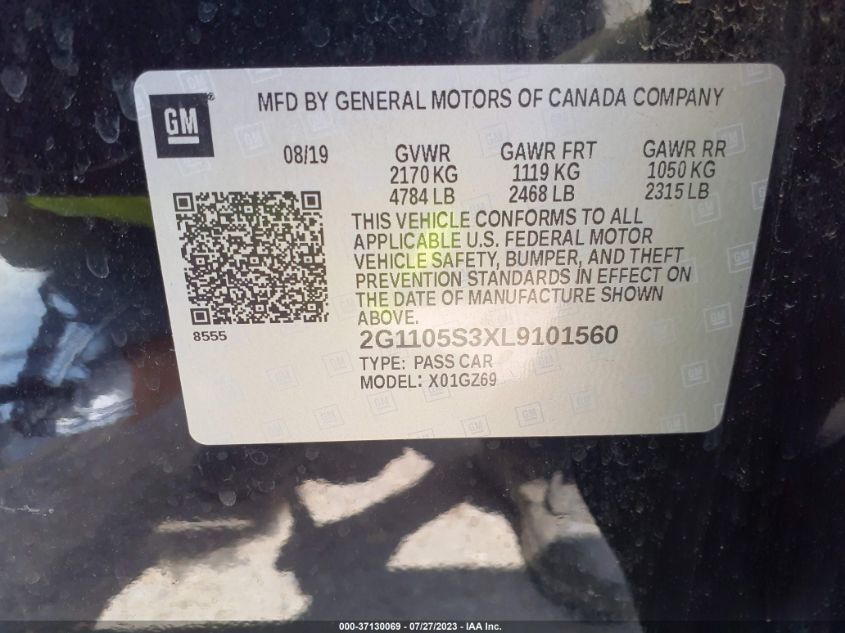 GM ®
MFD BY GENERAL MOTORS OF CANADA COMPANY
08/19 GVWR GAWR FRT GAWR RR
2170 KG 1119 KG 1050 KG
4784 LB 2468 LB 2315 LB
THIS VEHICLE CONFORMS TO ALL
APPLICABLE U.S. FEDERAL MOTOR
VEHICLE SAFETY, BUMPER, AND THEFT
PREVENTION STANDARDS IN EFFECT ON
THE DATE OF MANUFACTURE SHOWN
ABOVE.
8555
2G1105S3XL9101560
TYPE: PASS CAR
MODEL: X01GZ69
000-37130069 - 07/27/2023 - IAA Inc.